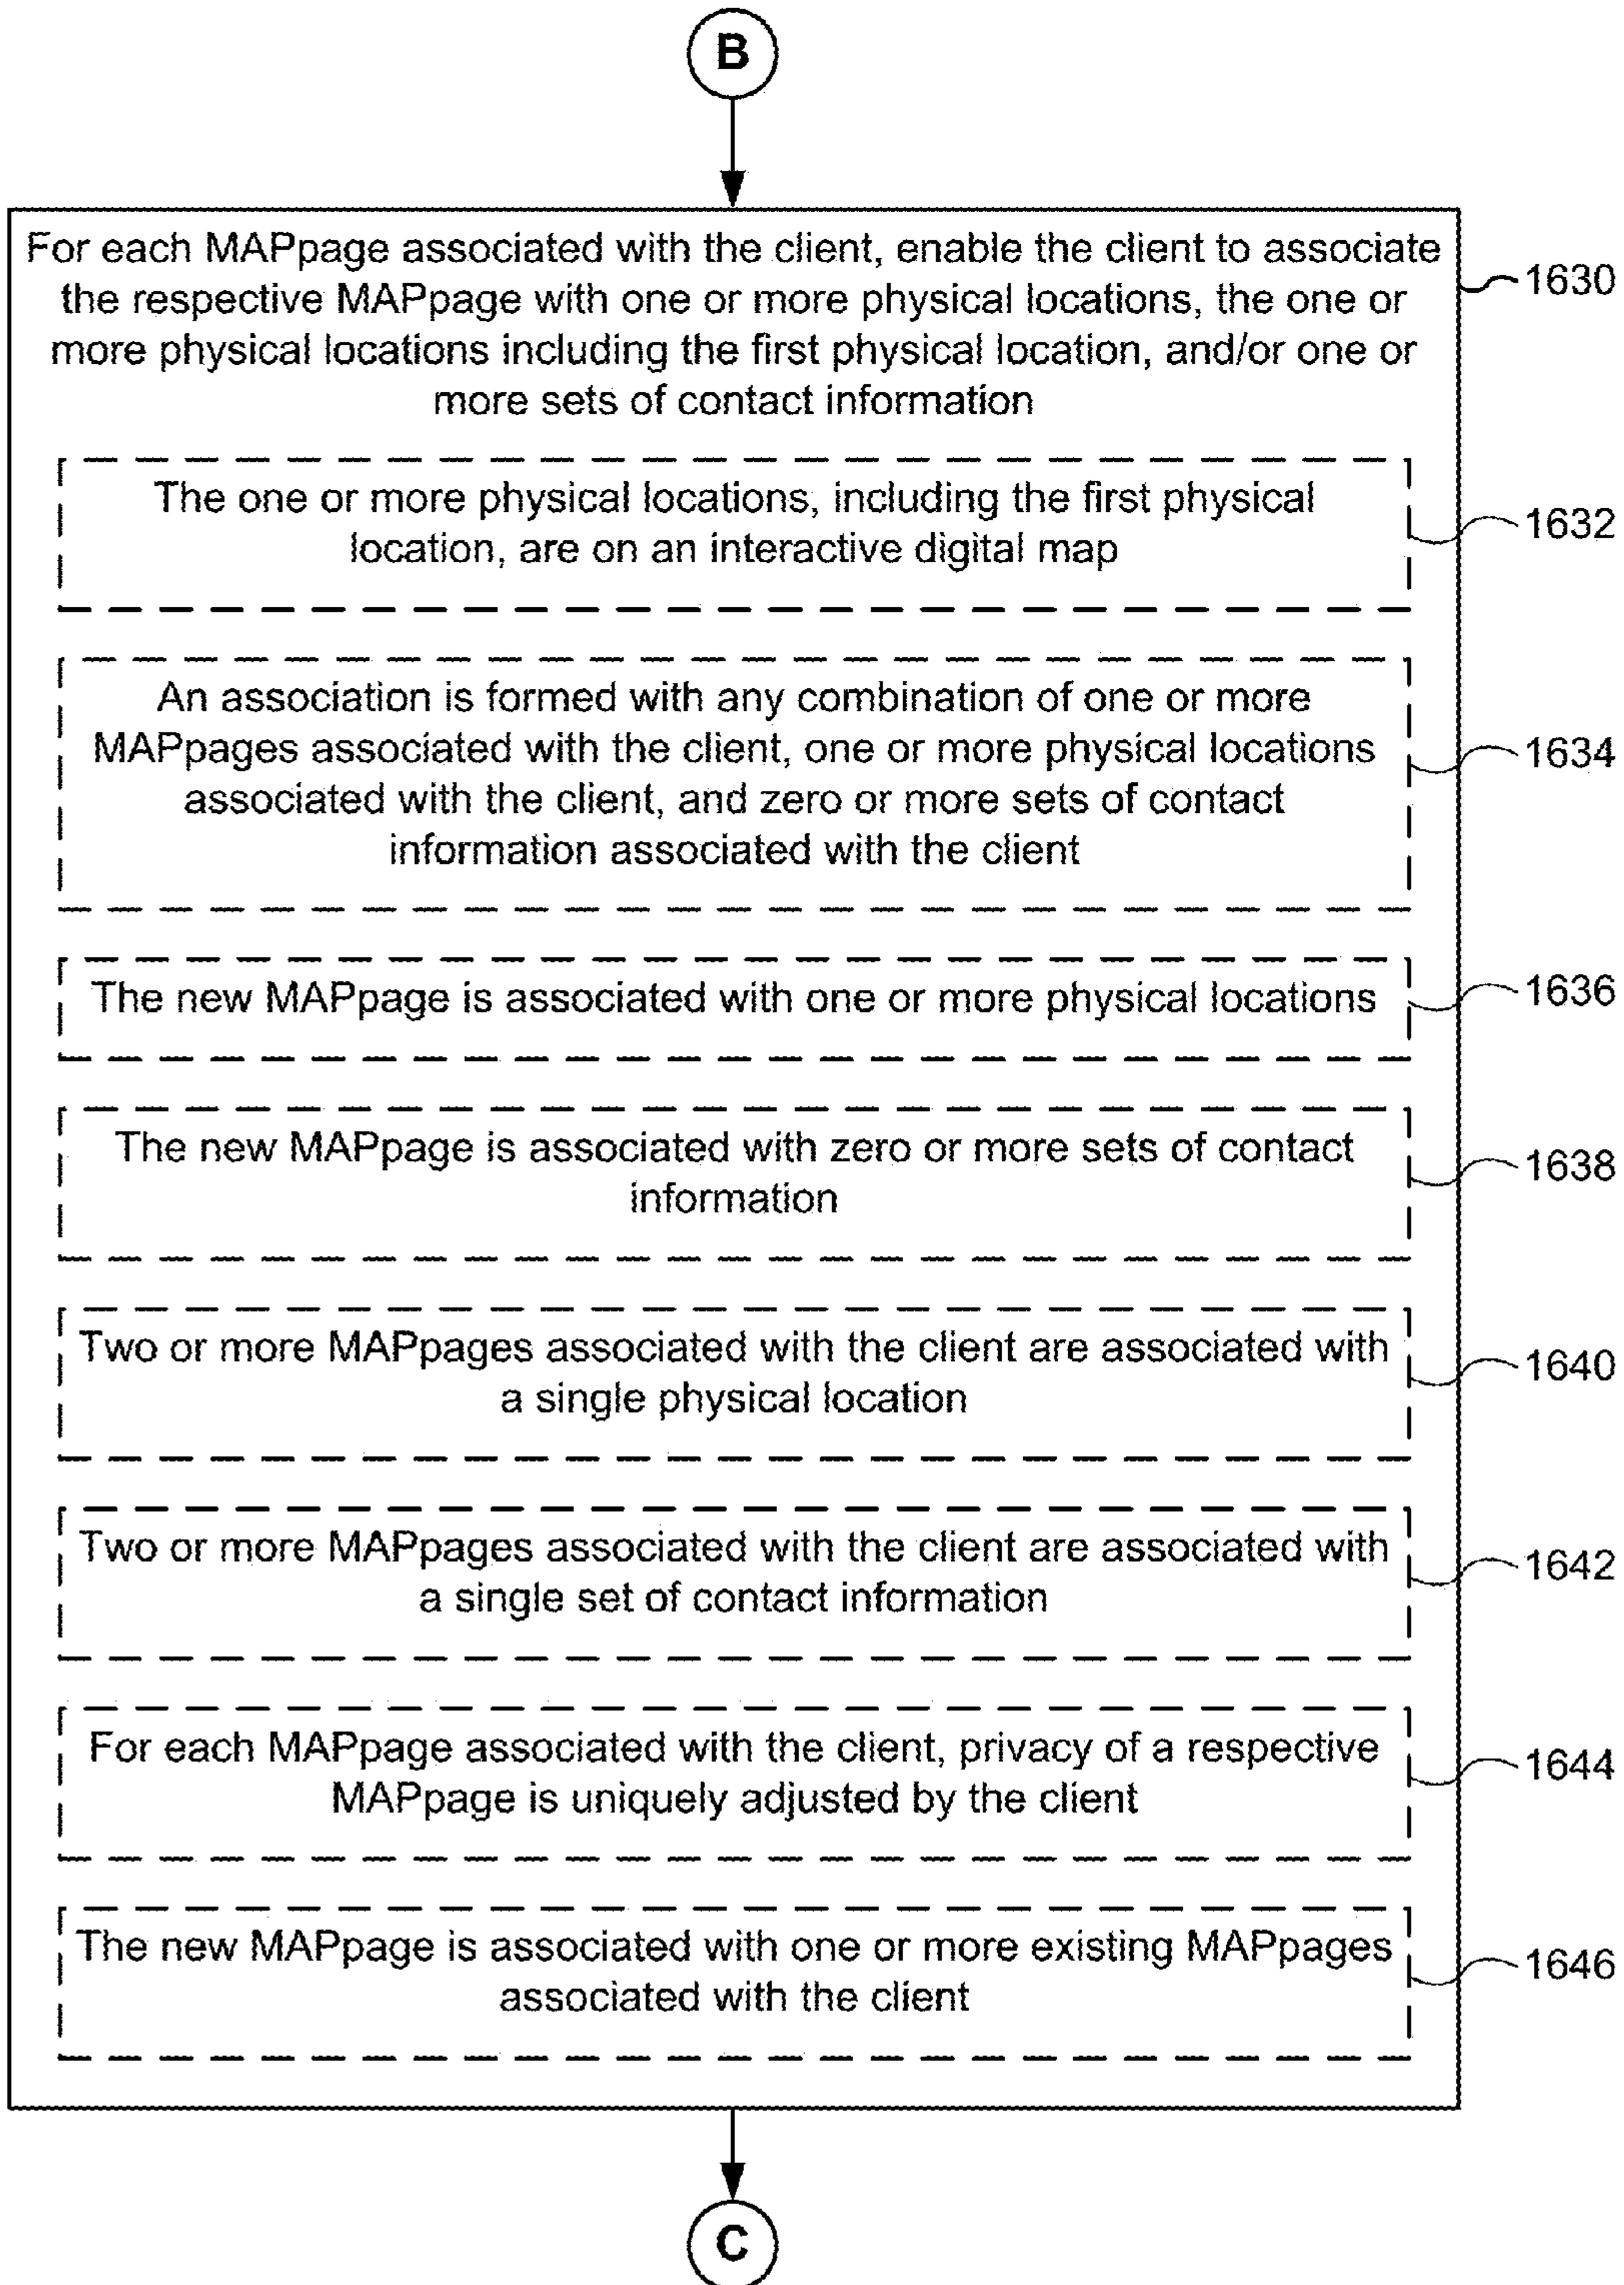 B
For each MAPpage associated with the client, enable the client to associate
the respective MAPpage with one or more physical locations, the one or
more physical locations including the first physical location, and/or one or
more sets of contact information
1630
The one or more physical locations, including the first physical
location, are on an interactive digital map
1632
An association is formed with any combination of one or more
MAPpages associated with the client, one or more physical locations
associated with the client, and zero or more sets of contact
information associated with the client
1634
The new MAPpage is associated with one or more physical locations
1636
The new MAPpage is associated with zero or more sets of contact
information
1638
Two or more MAPpages associated with the client are associated with
a single physical location
1640
Two or more MAPpages associated with the client are associated with
a single set of contact information
1642
For each MAPpage associated with the client, privacy of a respective
MAPpage is uniquely adjusted by the client
1644
The new MAPpage is associated with one or more existing MAPpages
associated with the client
1646
C